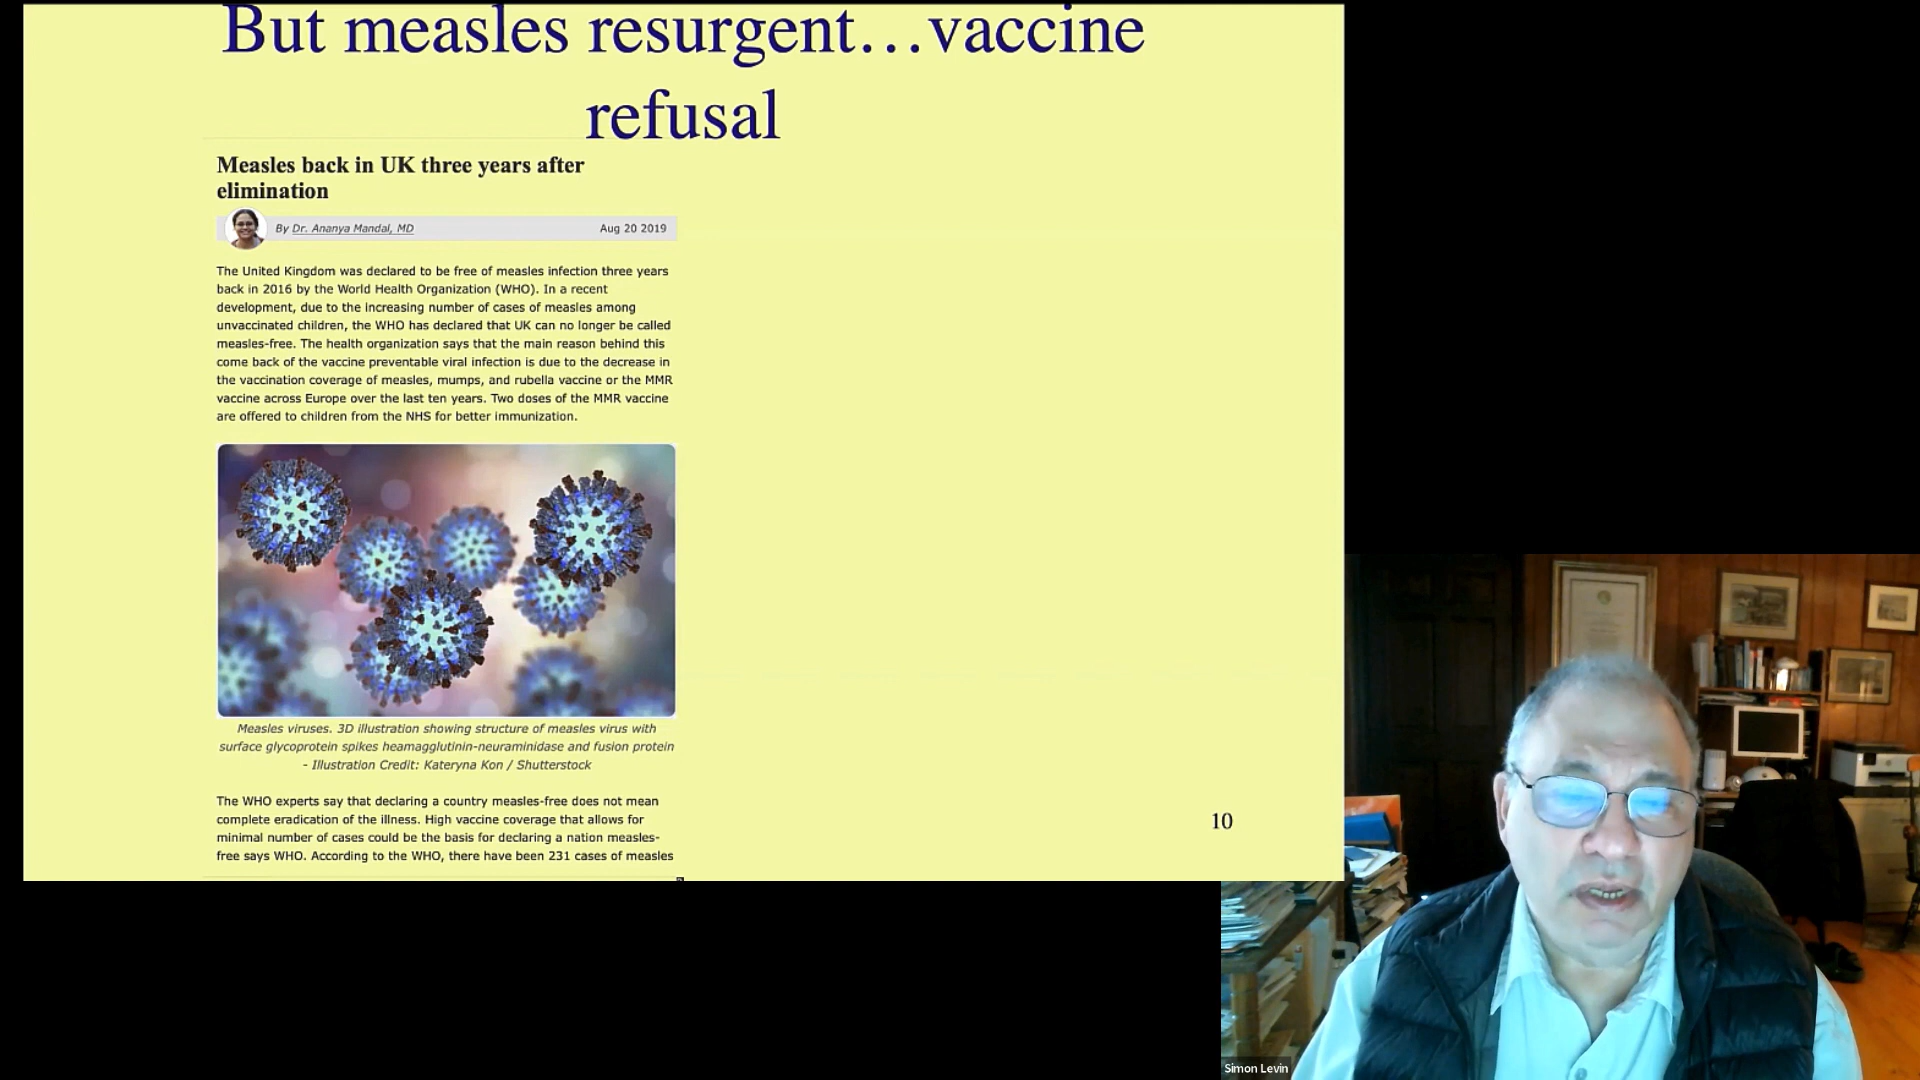 But measles resurgent…vaccine
refusal
Measles back in UK three years after
elimination
By Dr. Ananya Mandal, MD Aug 20 2019
The United Kingdom was declared to be free of measles infection three years
back in 2016 by the World Health Organization (WHO). In a recent
development, due to the increasing number of cases of measles among
unvaccinated children, the WHO has declared that UK can no longer be called
measles-free. The health organization says that the main reason behind this
come back of the vaccine preventable viral infection is due to the decrease in
the vaccination coverage of measles, mumps, and rubella vaccine or the MMR
vaccine across Europe over the last ten years. Two doses of the MMR vaccine
are offered to children from the NHS for better immunization.
Measles viruses. 3D illustration showing structure of measles virus with
surface glycoprotein spikes heamagglutinin-neuraminidase and fusion protein
- Illustration Credit: Kateryna Kon / Shutterstock
The WHO experts say that declaring a country measles-free does not mean
complete eradication of the illness. High vaccine coverage that allows for
minimal number of cases could be the basis for declaring a nation measles-
free says WHO. According to the WHO, there have been 231 cases of measles
10
Simon Levin